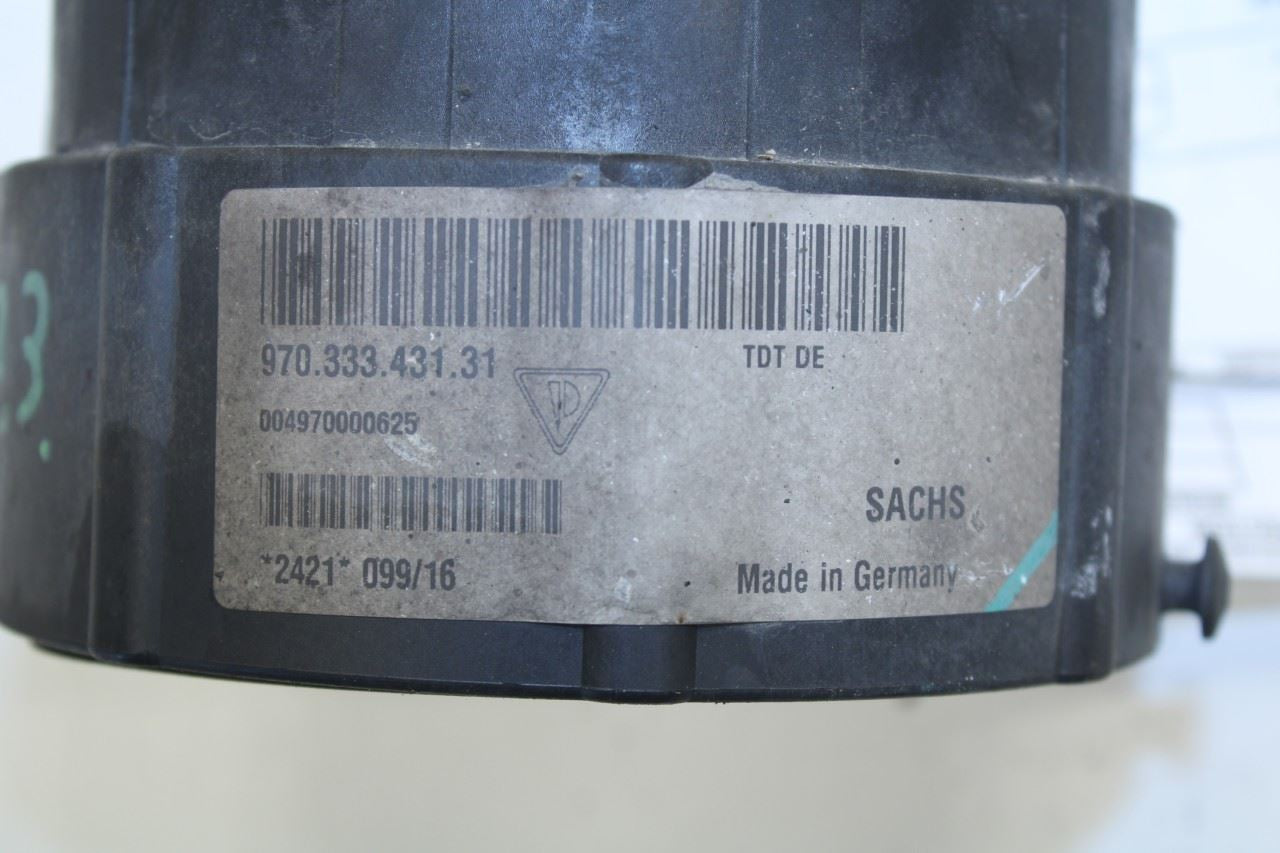 970.333.431.31
TDT DE
004970000625
SACHS
*2421* 099/16
Made in Germany